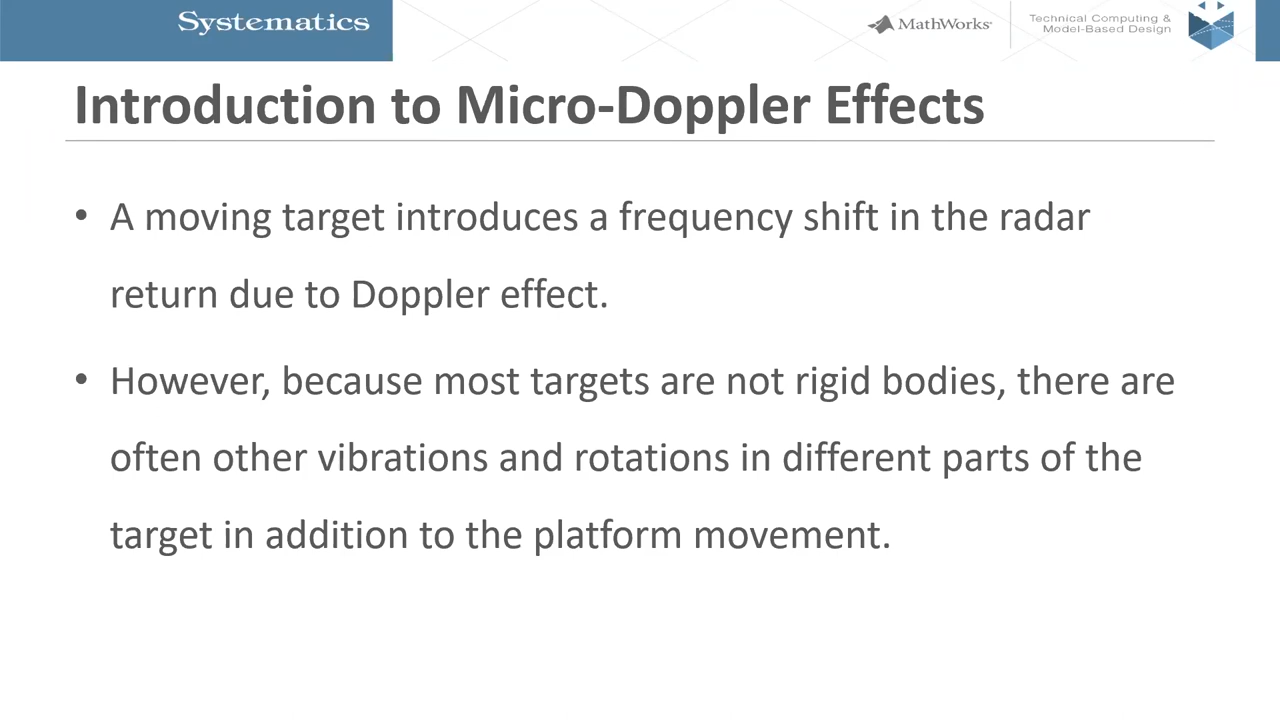 Systematics
MathWorks
Technical Computing &
Model-Based Design
Introduction to Micro-Doppler Effects
• A moving target introduces a frequency shift in the radar
return due to Doppler effect.
• However, because most targets are not rigid bodies, there are
often other vibrations and rotations in different parts of the
target in addition to the platform movement.